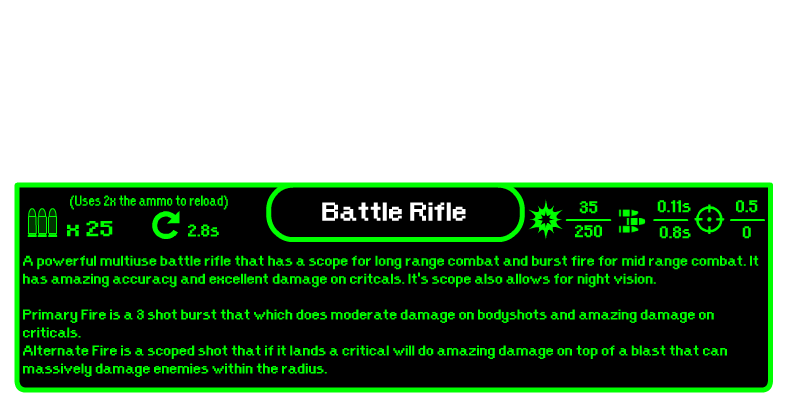 (Uses 2x the ammo to reload)
x 25
2.8s
Battle Rifle
35
250
0.11s
0.8s
0.5
0
A powerful multiuse battle rifle that has a scope for long range combat and burst fire for mid range combat. It
has amazing accuracy and excellent damage on critcals. It's scope also allows for night vision.
Primary Fire is a 3 shot burst that which does moderate damage on bodyshots and amazing damage on
criticals.
Alternate Fire is a scoped shot that if it lands a critical will do amazing damage on top of a blast that can
massively damage enemies within the radius.